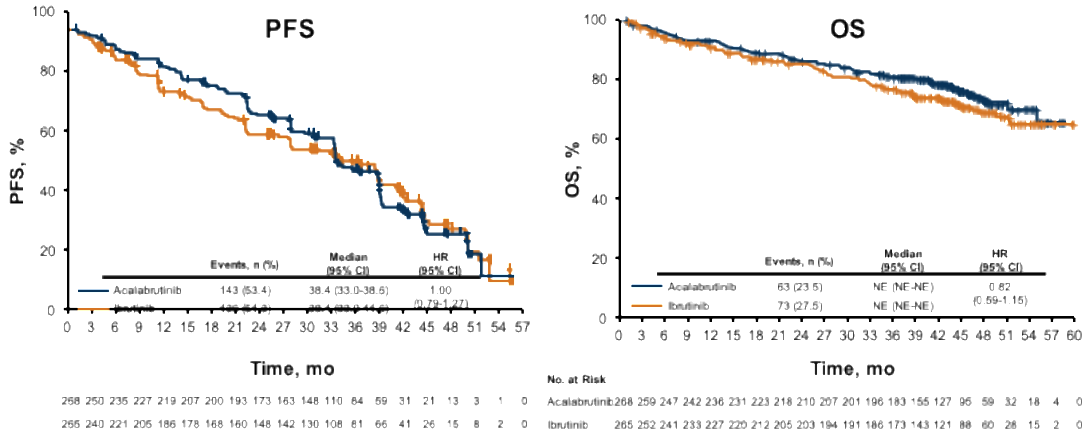 PFS
100
80
60
40
20
0
PFS, %
Events, n (%) Median (95% CI) HR (95% CI)
Acalabrutinib 143 (53.4) 38.4 (33.0-38.6) 1.00 (0.79-1.27)
Ibrutinib
0 3 6 9 12 15 18 21 24 27 30 33 36 39 42 45 48 51 54 57
Time, mo
268 250 235 227 219 207 200 193 173 163 148 110 84 59 31 21 13 3 1 0
265 240 221 205 186 178 168 160 148 142 130 108 81 66 41 26 15 8 2 0
OS
100
80
60
40
20
0
OS, %
Events, n (%) Median (95% CI) HR (95% CI)
Acalabrutinib 63 (23.5) NE (NE-NE) 0.82 (0.59-1.15)
Ibrutinib 73 (27.5) NE (NE-NE)
0 3 6 9 12 15 18 21 24 27 30 33 36 39 42 45 48 51 54 57 60
Time, mo
No. at Risk
Acalabrutinib 268 259 247 242 236 231 223 218 210 207 201 196 183 155 127 95 59 32 18 4 0
Ibrutinib 265 252 241 233 227 220 212 205 203 194 191 186 173 143 121 88 60 28 15 2 0